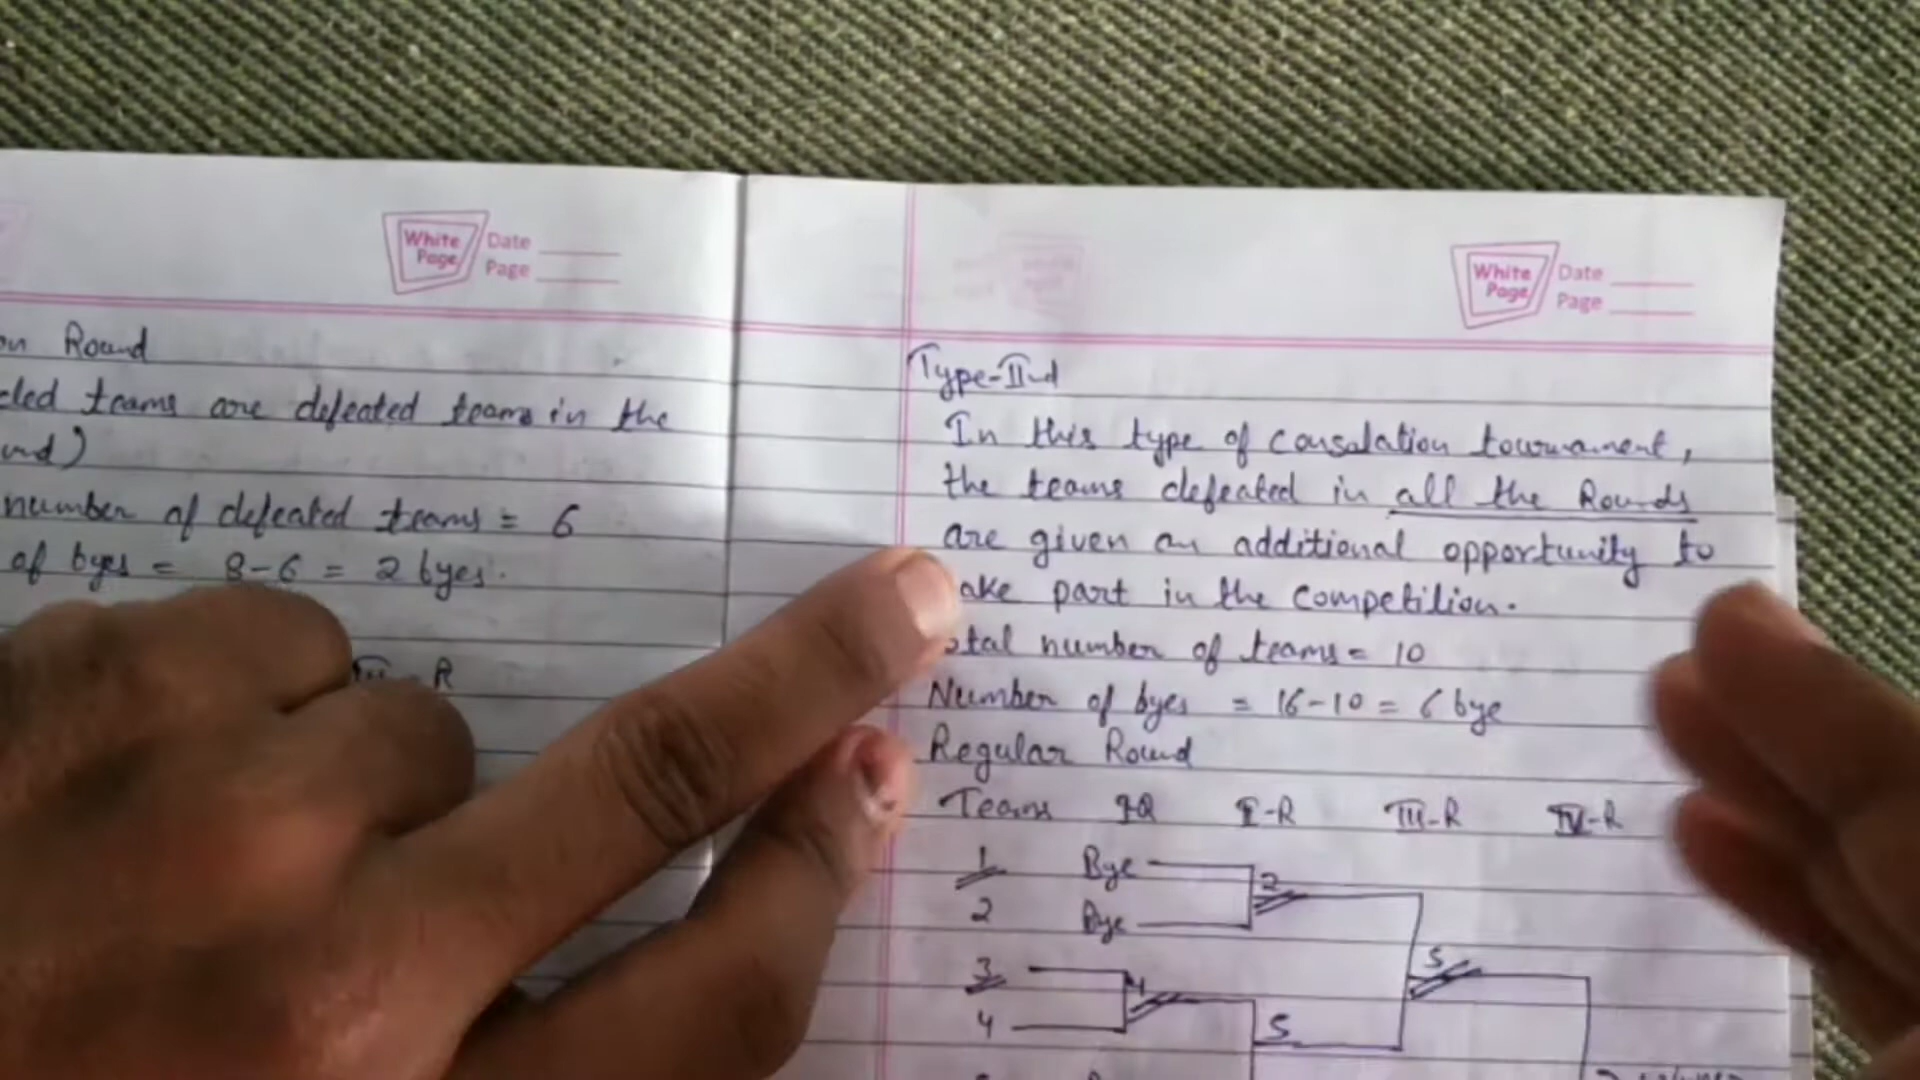 White Page Date
Page
on Round
cled teams are defeated teams in the
und)
number of defeated teams = 6
of byes = 8-6 = 2 byes.
III-R
White Page Date
Page
Type-IInd
In this type of Consalation tournament,
the teams defeated in all the Rounds
are given an additional opportunity to
ake part in the competition.
otal number of teams = 10
Number of byes = 16-10 = 6 bye
Regular Round
Teams I-R II-R III-R IV-R
1 Bye
2
2 Bye
3
5
4
4
5